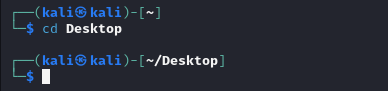 ┌──(kali㉿kali)-[~]
└─$ cd Desktop
┌──(kali㉿kali)-[~/Desktop]
└─$